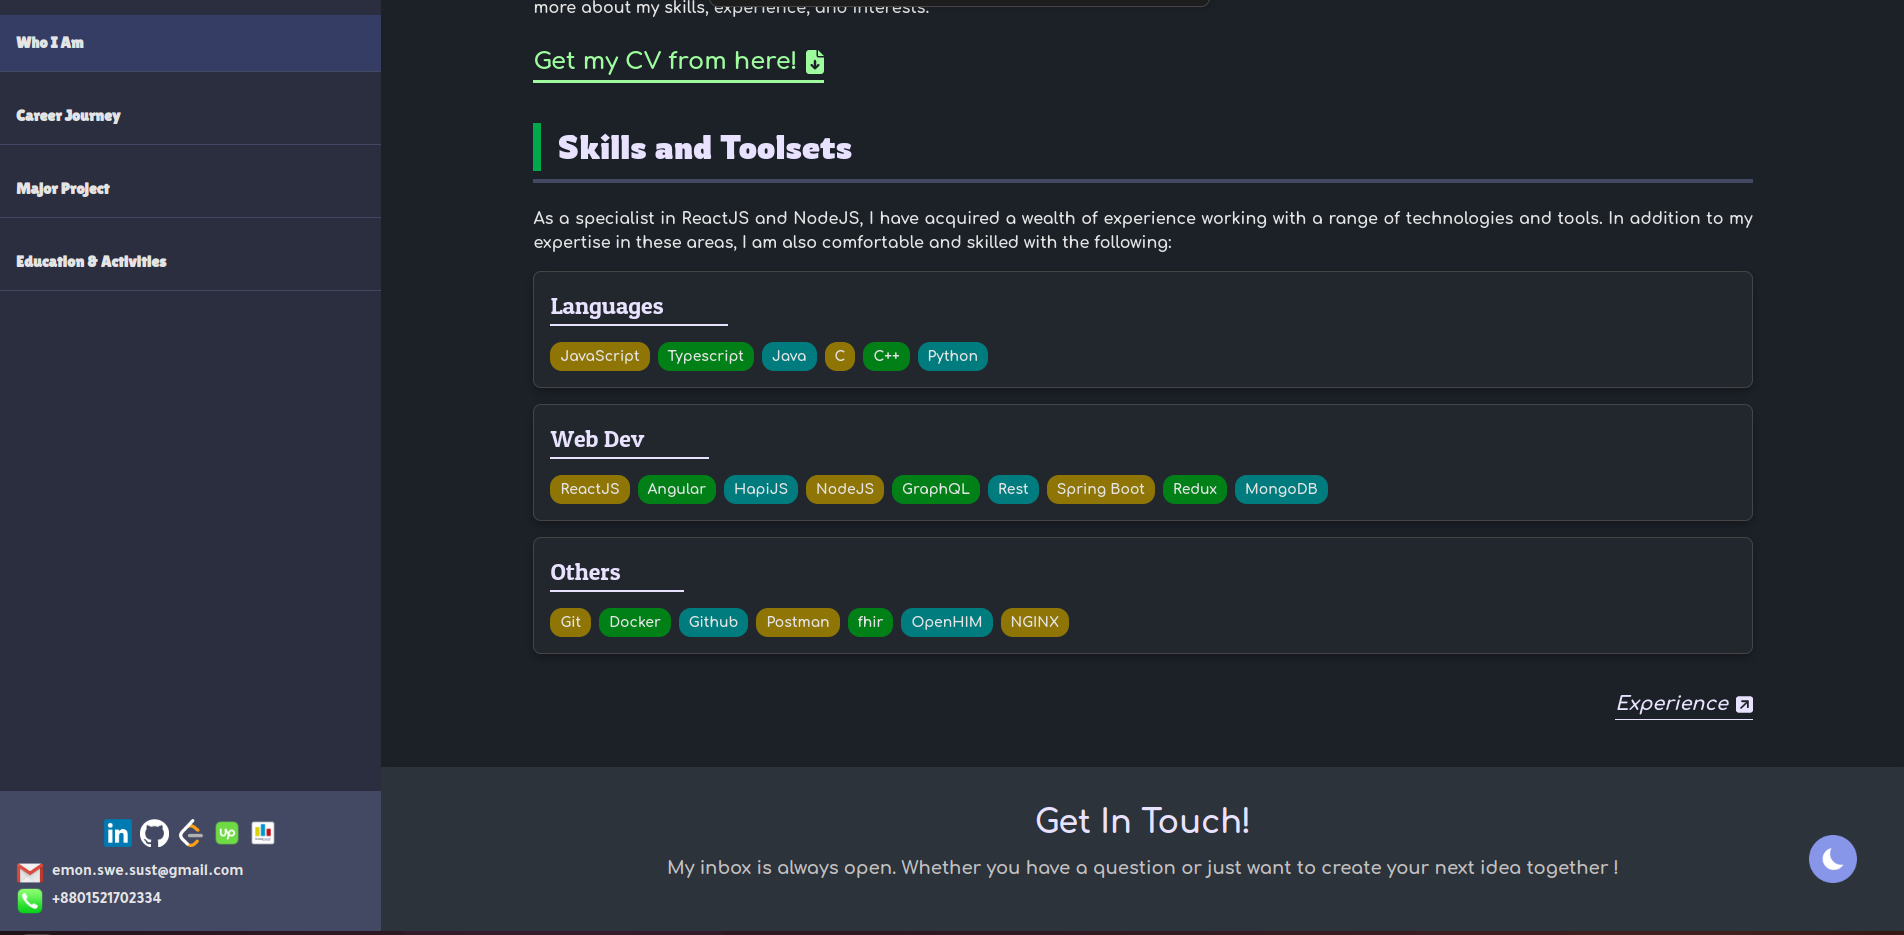 Who I Am
Career Journey
Major Project
Education & Activities
in
up
emon.swe.sust@gmail.com
+8801521702334
more about my skills, experience, and interests.
Get my CV from here!
Skills and Toolsets
As a specialist in ReactJS and NodeJS, I have acquired a wealth of experience working with a range of technologies and tools. In addition to my
expertise in these areas, I am also comfortable and skilled with the following:
Languages
JavaScript Typescript Java C C++ Python
Web Dev
ReactJS Angular HapiJS NodeJS GraphQL Rest Spring Boot Redux MongoDB
Others
Git Docker Github Postman fhir OpenHIM NGINX
Experience
Get In Touch!
My inbox is always open. Whether you have a question or just want to create your next idea together !